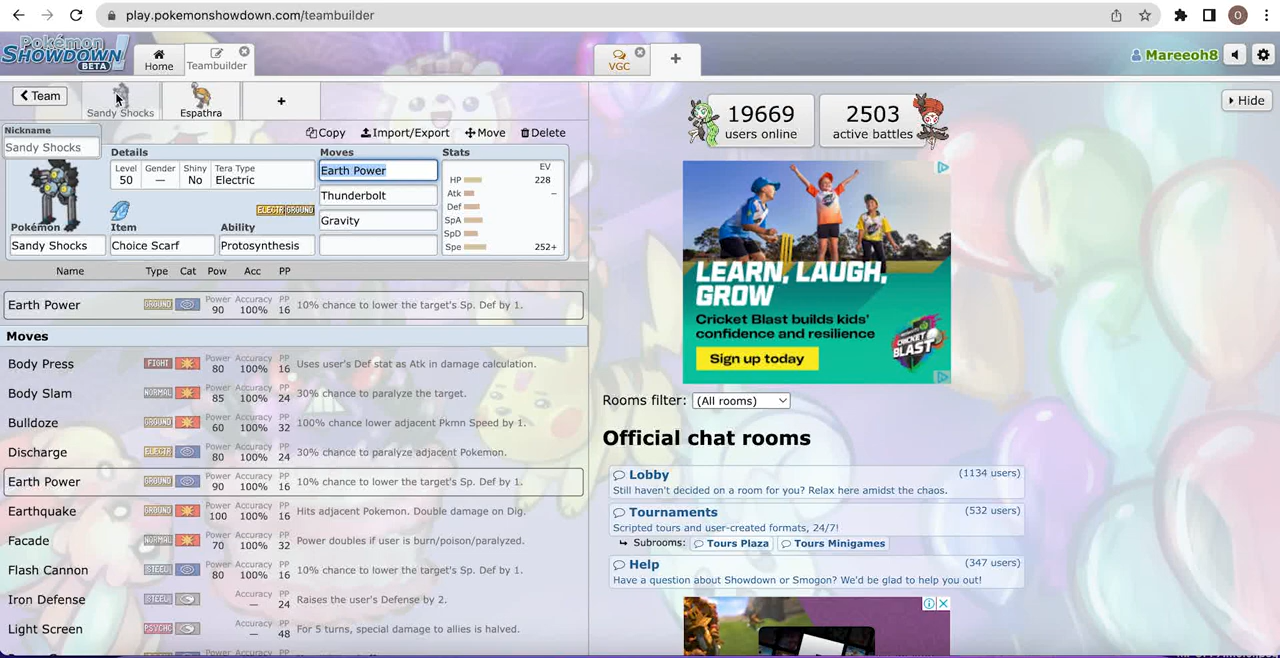 play.pokemonshowdown.com/teambuilder
O
Pokémon
SHOWDOWN!
BETA
Home
Teambuilder
VGC
+
Mareeoh8
Team
Sandy Shocks
Espathra
+
Hide
Nickname
Sandy Shocks
Copy
Import/Export
Move
Delete
Details
Level
50
Gender
—
Shiny
No
Tera Type
Electric
ELECTR GROUND
Pokémon
Sandy Shocks
Item
Choice Scarf
Ability
Protosynthesis
Moves
Earth Power
Thunderbolt
Gravity
Stats
EV
HP 228
Atk –
Def
SpA
SpD
Spe 252+
Name Type Cat Pow Acc PP
Earth Power GROUND Power 90 Accuracy 100% PP 16 10% chance to lower the target's Sp. Def by 1.
Moves
Body Press FIGHT Power 80 Accuracy 100% PP 16 Uses user's Def stat as Atk in damage calculation.
Body Slam NORMAL Power 85 Accuracy 100% PP 24 30% chance to paralyze the target.
Bulldoze GROUND Power 60 Accuracy 100% PP 32 100% chance lower adjacent Pkmn Speed by 1.
Discharge ELECTR Power 80 Accuracy 100% PP 24 30% chance to paralyze adjacent Pokemon.
Earth Power GROUND Power 90 Accuracy 100% PP 16 10% chance to lower the target's Sp. Def by 1.
Earthquake GROUND Power 100 Accuracy 100% PP 16 Hits adjacent Pokemon. Double damage on Dig.
Facade NORMAL Power 70 Accuracy 100% PP 32 Power doubles if user is burn/poison/paralyzed.
Flash Cannon STEEL Power 80 Accuracy 100% PP 16 10% chance to lower the target's Sp. Def by 1.
Iron Defense STEEL Accuracy — PP 24 Raises the user's Defense by 2.
Light Screen PSYCHC Accuracy — PP 48 For 5 turns, special damage to allies is halved.
19669
users online
2503
active battles
LEARN, LAUGH,
GROW
Cricket Blast builds kids'
confidence and resilience
Sign up today
CRICKET
BLAST
Rooms filter: (All rooms)
Official chat rooms
Lobby (1134 users)
Still haven't decided on a room for you? Relax here amidst the chaos.
Tournaments (532 users)
Scripted tours and user-created formats, 24/7!
Subrooms: Tours Plaza Tours Minigames
Help (347 users)
Have a question about Showdown or Smogon? We'd be glad to help you out!